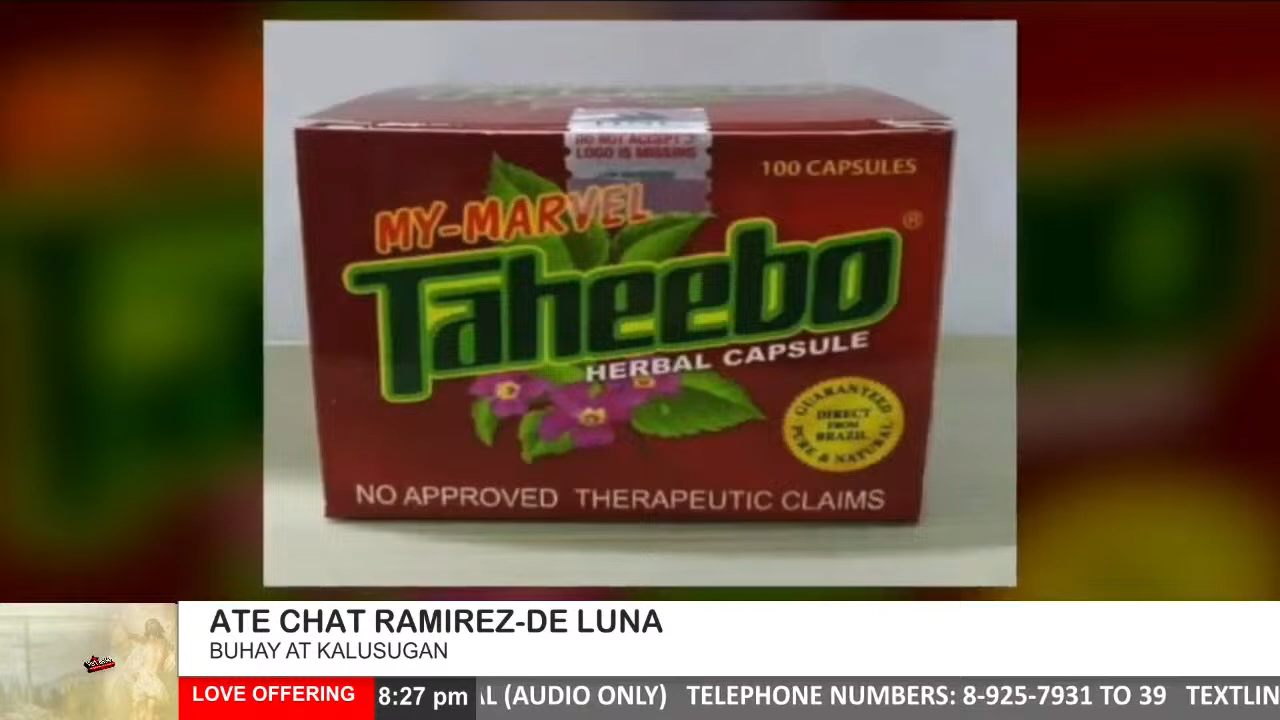 DO NOT ACCEPT IF
LOGO IS MISSING
100 CAPSULES
MY-MARVEL
Taheebo®
HERBAL CAPSULE
GUARANTEED
DIRECT
FROM
BRAZIL
PURE & NATURAL
NO APPROVED THERAPEUTIC CLAIMS
ATE CHAT RAMIREZ-DE LUNA
BUHAY AT KALUSUGAN
LOVE OFFERING
8:27 pm
L (AUDIO ONLY) TELEPHONE NUMBERS: 8-925-7931 TO 39 TEXTLIN